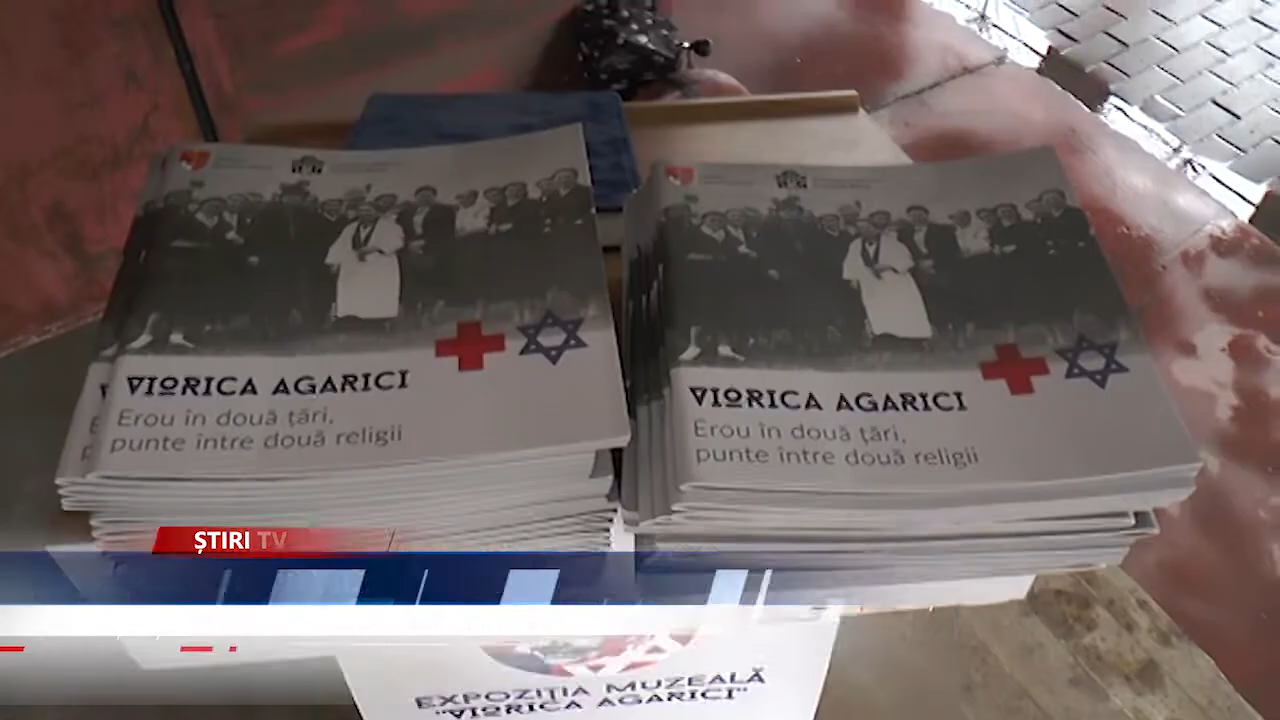 VIORICA AGARICI
Erou în două țări,
punte între două religii
VIORICA AGARICI
Erou în două țări,
punte între două religii
ȘTIRI TV
EXPOZIȚIA MUZEALĂ
"VIORICA AGARICI"